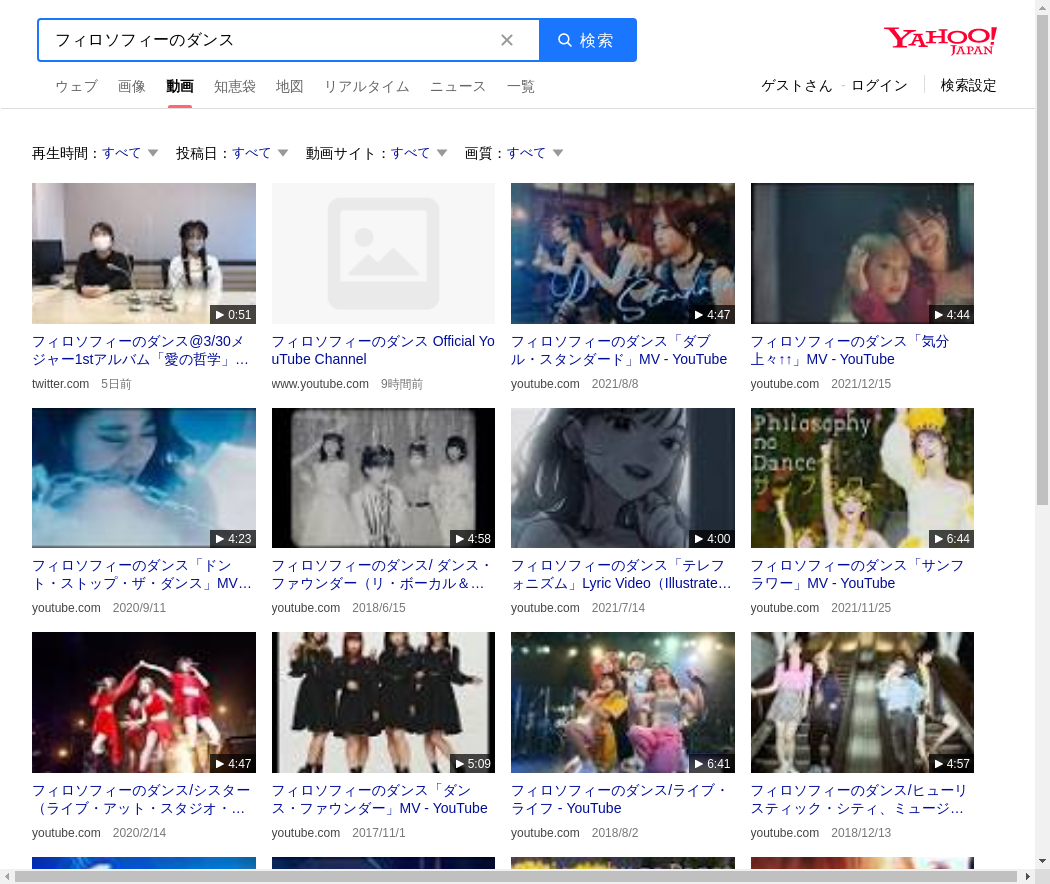 フィロソフィーのダンス
検索
YAHOO!
JAPAN
ウェブ 画像 動画 知恵袋 地図 リアルタイム ニュース 一覧
ゲストさん - ログイン 検索設定
再生時間：すべて 投稿日：すべて 動画サイト：すべて 画質：すべて
0:51
フィロソフィーのダンス@3/30メ
ジャー1stアルバム「愛の哲学」…
twitter.com 5日前
フィロソフィーのダンス Official Yo
uTube Channel
www.youtube.com 9時間前
4:47
フィロソフィーのダンス「ダブ
ル・スタンダード」MV - YouTube
youtube.com 2021/8/8
4:44
フィロソフィーのダンス「気分
上々↑↑」MV - YouTube
youtube.com 2021/12/15
4:23
フィロソフィーのダンス「ドン
ト・ストップ・ザ・ダンス」MV…
youtube.com 2020/9/11
4:58
フィロソフィーのダンス/ ダンス・
ファウンダー（リ・ボーカル＆…
youtube.com 2018/6/15
4:00
フィロソフィーのダンス「テレフ
ォニズム」Lyric Video（Illustrate…
youtube.com 2021/7/14
Philosophy
no
Dance
サンフラワー
6:44
フィロソフィーのダンス「サンフ
ラワー」MV - YouTube
youtube.com 2021/11/25
4:47
フィロソフィーのダンス/シスター
（ライブ・アット・スタジオ・…
youtube.com 2020/2/14
5:09
フィロソフィーのダンス「ダン
ス・ファウンダー」MV - YouTube
youtube.com 2017/11/1
6:41
フィロソフィーのダンス/ライブ・
ライフ - YouTube
youtube.com 2018/8/2
4:57
フィロソフィーのダンス/ヒューリ
スティック・シティ、ミュージ…
youtube.com 2018/12/13